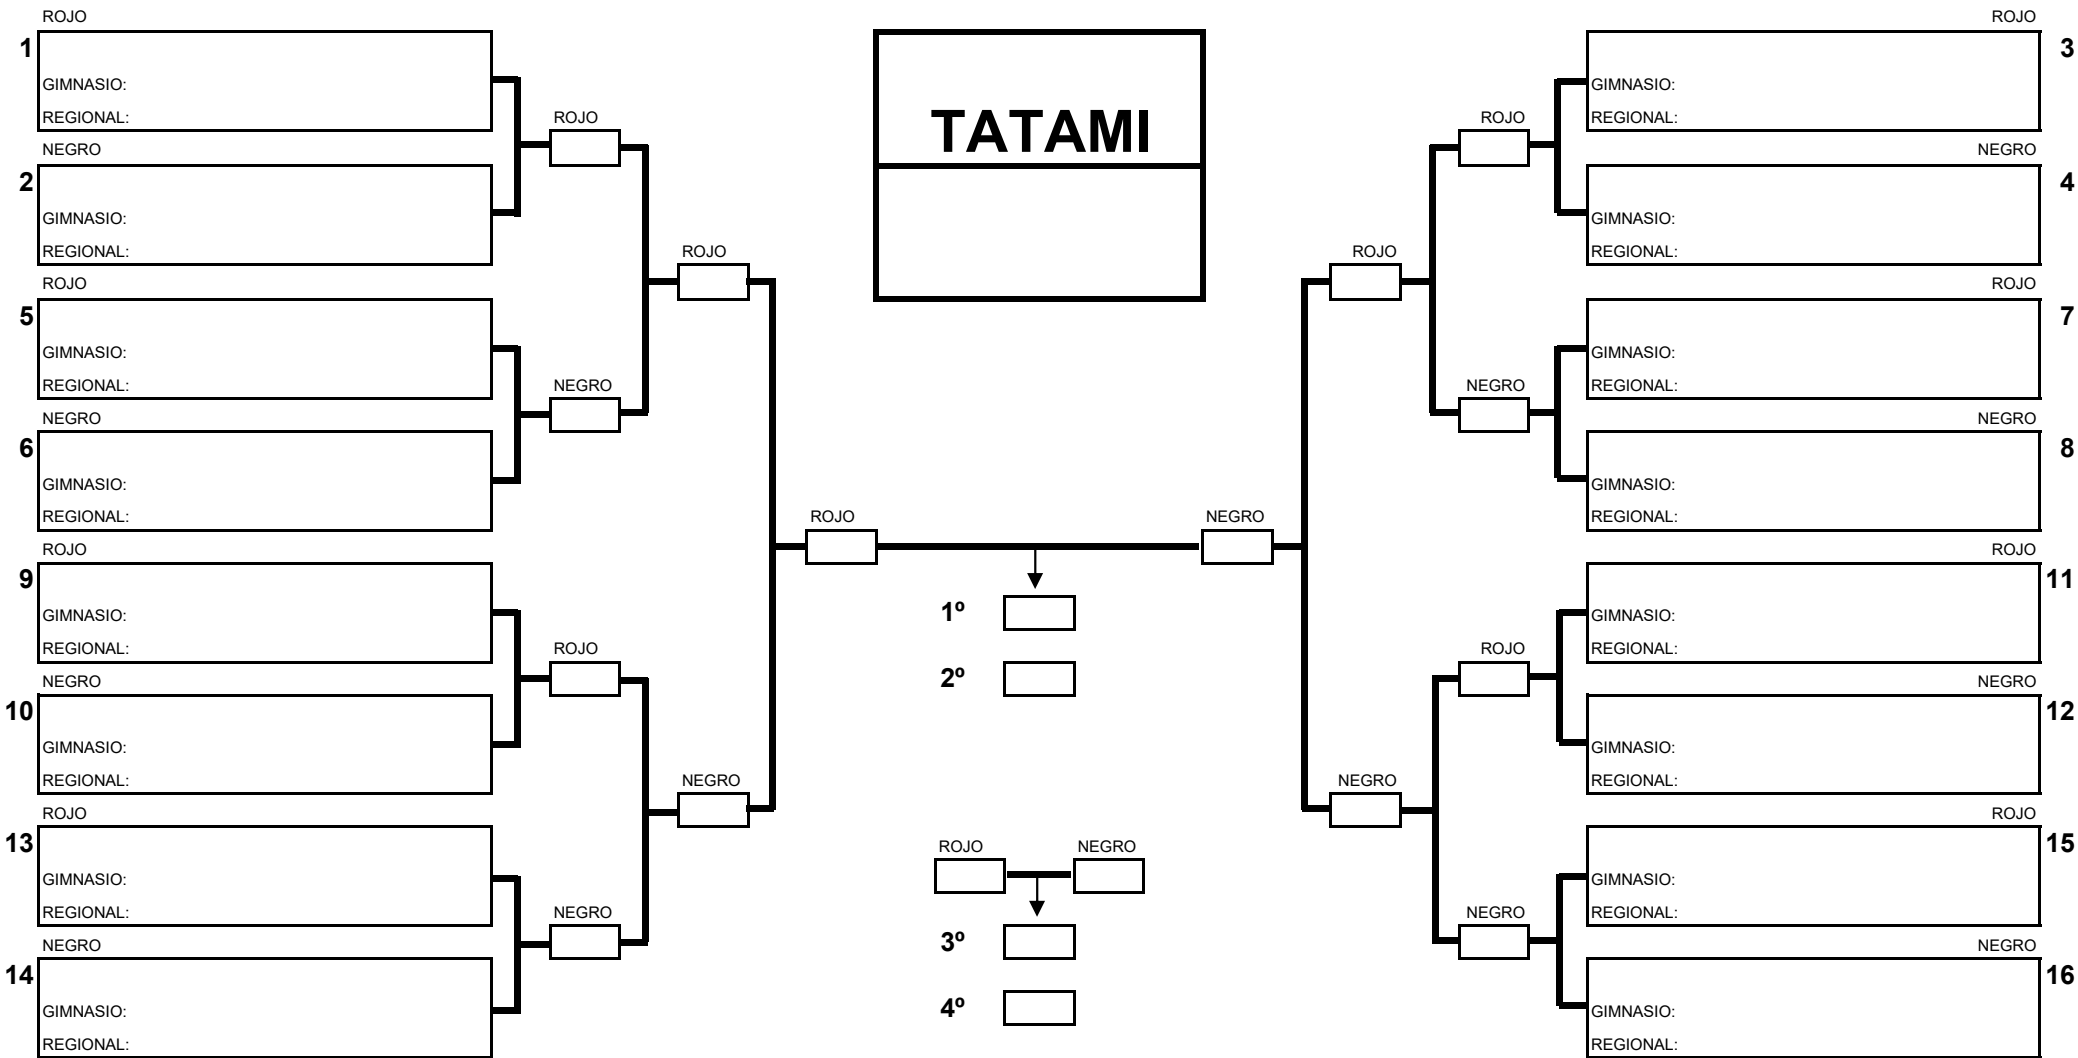 ROJO
1
GIMNASIO:
REGIONAL:
NEGRO
2
GIMNASIO:
REGIONAL:
ROJO
5
GIMNASIO:
REGIONAL:
NEGRO
6
GIMNASIO:
REGIONAL:
ROJO
9
GIMNASIO:
REGIONAL:
NEGRO
10
GIMNASIO:
REGIONAL:
ROJO
13
GIMNASIO:
REGIONAL:
NEGRO
14
GIMNASIO:
REGIONAL:
ROJO
NEGRO
ROJO
NEGRO
ROJO
NEGRO
ROJO
TATAMI
1º
2º
ROJO NEGRO
3º
4º
NEGRO
ROJO
NEGRO
ROJO
NEGRO
ROJO
NEGRO
ROJO
3
GIMNASIO:
REGIONAL:
NEGRO
4
GIMNASIO:
REGIONAL:
ROJO
7
GIMNASIO:
REGIONAL:
NEGRO
8
GIMNASIO:
REGIONAL:
ROJO
11
GIMNASIO:
REGIONAL:
NEGRO
12
GIMNASIO:
REGIONAL:
ROJO
15
GIMNASIO:
REGIONAL:
NEGRO
16
GIMNASIO:
REGIONAL: